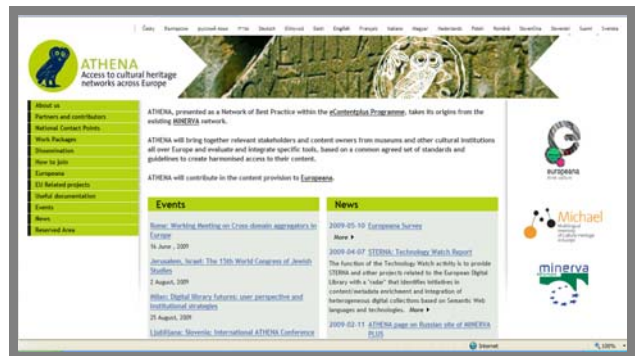 Česky Български русский язык עברית Deutsch Ελληνικά Eesti English Français Italiano Magyar Nederlands Polski Română Slovenčina Slovenski Suomi Svenska
ATHENA
Access to cultural heritage
networks across Europe
About us
Partners and contributors
National Contact Points
Work Packages
Dissemination
How to join
Europeana
EU Related projects
Useful documentation
Events
News
Reserved Area
ATHENA, presented as a Network of Best Practice within the eContentplus Programme, takes its origins from the
existing MINERVA network.
ATHENA will bring together relevant stakeholders and content owners from museums and other cultural institutions
all over Europe and evaluate and integrate specific tools, based on a common agreed set of standards and
guidelines to create harmonised access to their content.
ATHENA will contribute in the content provision to Europeana.
Events
Rome: Working Meeting on Cross domain aggregators in
Europe
16 June , 2009
Jerusalem, Israel: The 15th World Congress of Jewish
Studies
2 August, 2009
Milan: Digital library futures: user perspective and
institutional strategies
25 August, 2009
Ljubljana: Slovenia: International ATHENA Conference
News
2009-05-10 Europeana Survey
More
2009-04-07 STERNA: Technology Watch Report
The function of the Technology Watch activity is to provide
STERNA and other projects related to the European Digital
Library with a "radar" that identifies initiatives in
content/metadata enrichment and integration of
heterogeneous digital collections based on Semantic Web
languages and technologies. More
2009-02-11 ATHENA page on Russian site of MINERVA
PLUS
europeana
Michael
Multilingual
minerva
Internet
100%